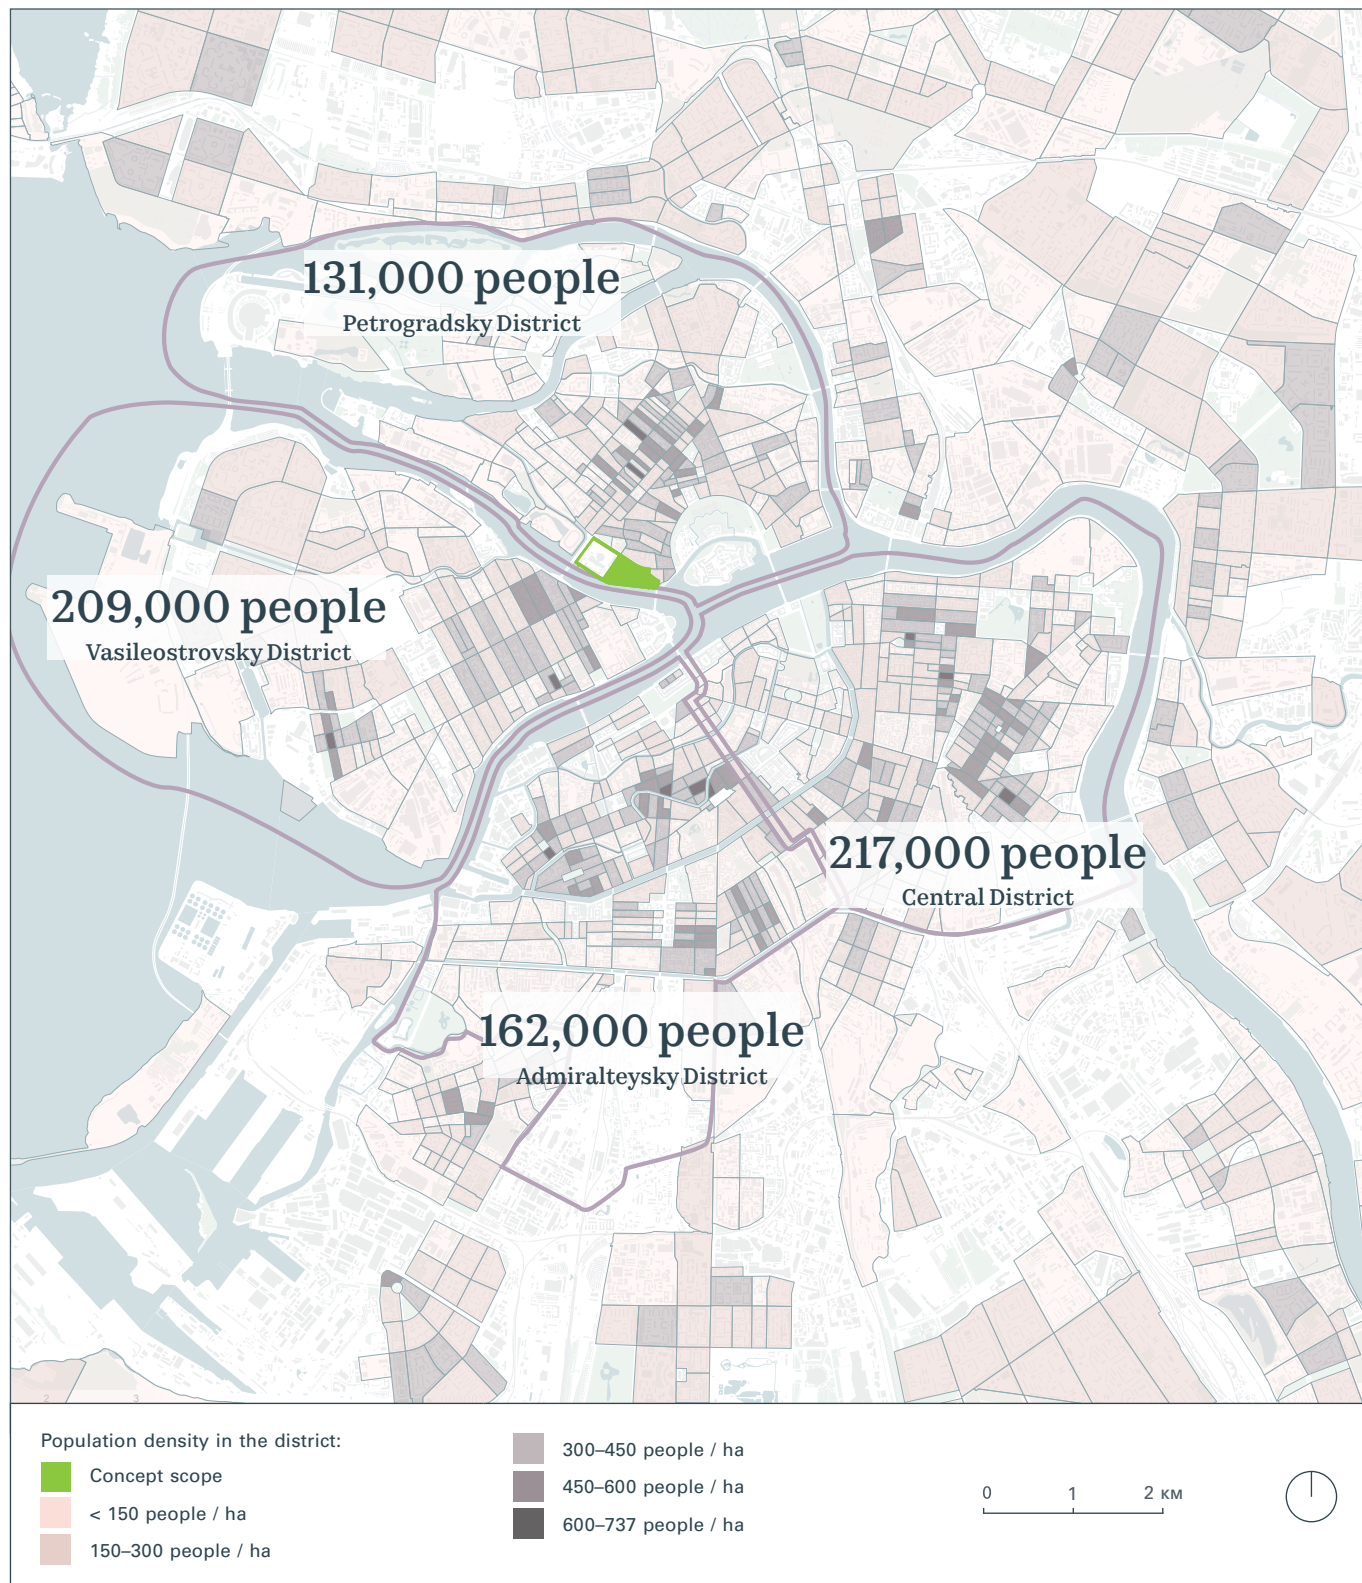 131,000 people
Petrogradsky District
209,000 people
Vasileostrovsky District
217,000 people
Central District
162,000 people
Admiralteysky District
2 3
Population density in the district:
Concept scope
< 150 people / ha
150–300 people / ha
300–450 people / ha
450–600 people / ha
600–737 people / ha
0 1 2 км